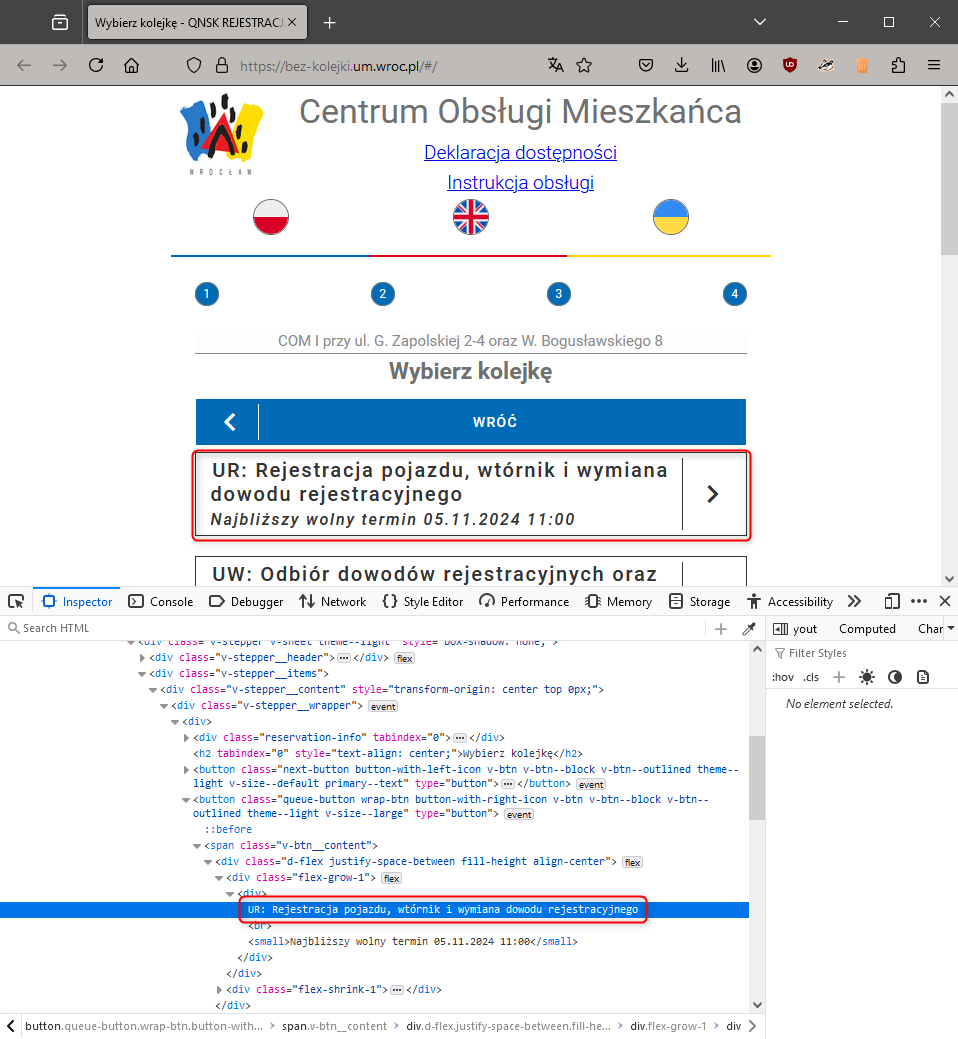 Wybierz kolejkę - QNSK REJESTRACJ
https://bez-kolejki.um.wroc.pl/#/
Centrum Obsługi Mieszkańca
WROCŁAW
Deklaracja dostępności
Instrukcja obsługi
1 2 3 4
COM I przy ul. G. Zapolskiej 2-4 oraz W. Bogusławskiego 8
Wybierz kolejkę
WRÓĆ
UR: Rejestracja pojazdu, wtórnik i wymiana
dowodu rejestracyjnego
Najbliższy wolny termin 05.11.2024 11:00
UW: Odbiór dowodów rejestracyjnych oraz
Inspector Console Debugger Network Style Editor Performance Memory Storage Accessibility
Search HTML
yout Computed Char
Filter Styles
:hov .cls
No element selected.
<div class="v-stepper v-sheet theme--light" style="box-shadow: none;">
<div class="v-stepper__header"></div> flex
<div class="v-stepper__items">
<div class="v-stepper__content" style="transform-origin: center top 0px;">
<div class="v-stepper__wrapper"> event
<div>
<div class="reservation-info" tabindex="0"></div>
<h2 tabindex="0" style="text-align: center;">Wybierz kolejkę</h2>
<button class="next-button button-with-left-icon v-btn v-btn--block v-btn--outlined theme--
light v-size--default primary--text" type="button"></button> event
<button class="queue-button wrap-btn button-with-right-icon v-btn v-btn--block v-btn--
outlined theme--light v-size--large" type="button"> event
::before
<span class="v-btn__content">
<div class="d-flex justify-space-between fill-height align-center"> flex
<div class="flex-grow-1"> flex
<div>
UR: Rejestracja pojazdu, wtórnik i wymiana dowodu rejestracyjnego
<br>
<small>Najbliższy wolny termin 05.11.2024 11:00</small>
</div>
</div>
<div class="flex-shrink-1"></div>
</div>
button.queue-button.wrap-btn.button-with... span.v-btn__content div.d-flex.justify-space-between.fill-he... div.flex-grow-1 div